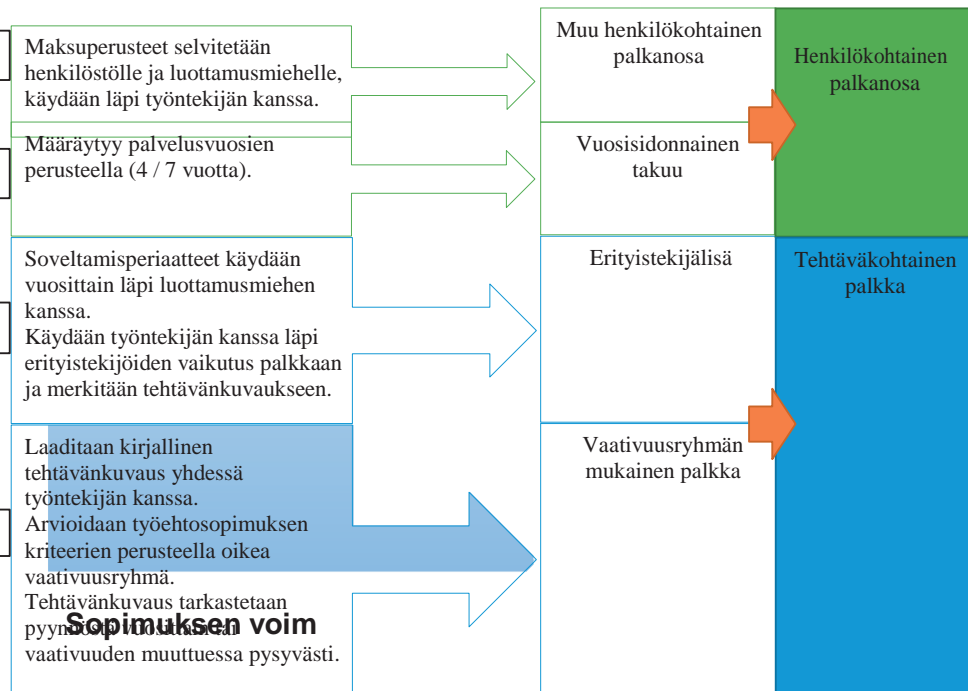 Maksuperusteet selvitetään
henkilöstölle ja luottamusmiehelle,
käydään läpi työntekijän kanssa.
Muu henkilökohtainen
palkanosa
Henkilökohtainen
palkanosa
Määräytyy palvelusvuosien
perusteella (4 / 7 vuotta).
Vuosisidonnainen
takuu
Soveltamisperiaatteet käydään
vuosittain läpi luottamusmiehen
kanssa.
Käydään työntekijän kanssa läpi
erityistekijöiden vaikutus palkkaan
ja merkitään tehtävänkuvaukseen.
Erityistekijälisä
Tehtäväkohtainen
palkka
Laaditaan kirjallinen
tehtävänkuvaus yhdessä
työntekijän kanssa.
Arvioidaan työehtosopimuksen
kriteerien perusteella oikea
vaativuusryhmä.
Tehtävänkuvaus tarkastetaan
pyynnöstä vuosittain tai
vaativuuden muuttuessa pysyvästi.
Sopimuksen voim
Vaativuusryhmän
mukainen palkka